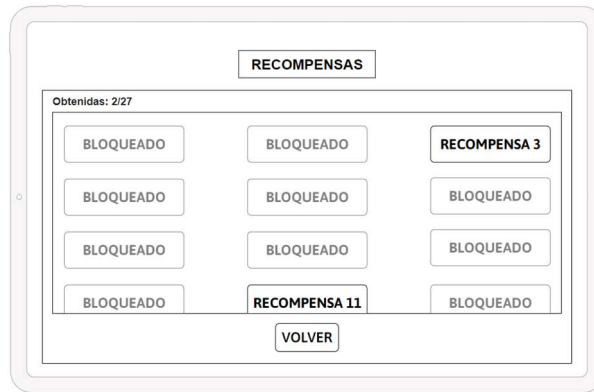 RECOMPENSAS
Obtenidas: 2/27
BLOQUEADO BLOQUEADO RECOMPENSA 3
BLOQUEADO BLOQUEADO BLOQUEADO
BLOQUEADO BLOQUEADO BLOQUEADO
BLOQUEADO RECOMPENSA 11 BLOQUEADO
VOLVER